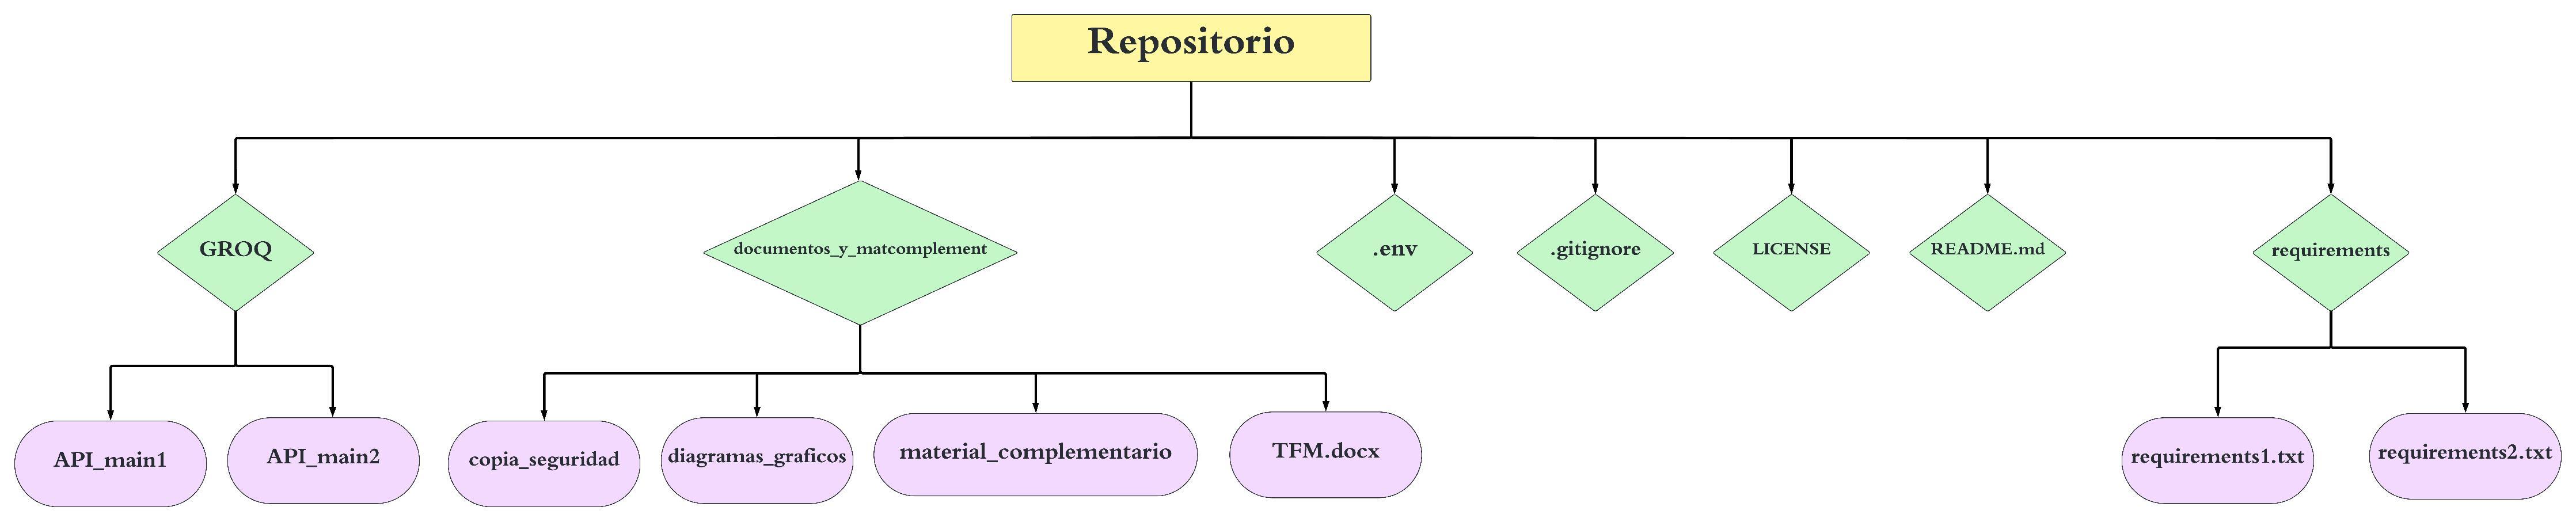 Repositorio
GROQ
documentos_y_matcomplement
.env
.gitignore
LICENSE
README.md
requirements
API_main1
API_main2
copia_seguridad
diagramas_graficos
material_complementario
TFM.docx
requirements1.txt
requirements2.txt